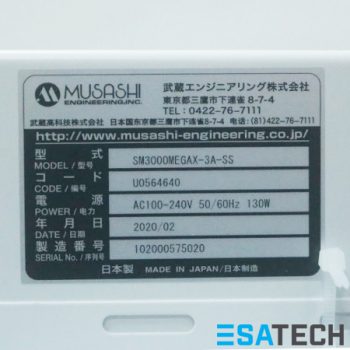 MUSASHI
ENGINEERING,INC.
武蔵エンジニアリング株式会社
東京都三鷹市下連雀 8-7-4
TEL: 0422-76-7111
武蔵高科技株式会社 日本国东京都三鹰市下连雀8-7-4 电话:(81)422-76-7111
http://www.musashi-engineering.co.jp/
型式
MODEL / 型号
SM3000MEGAX-3A-SS
コード
CODE / 编号
U0564640
電源
POWER / 电力
AC100-240V 50/60Hz 130W
年月日
DATE / 日期
2020/02
製造番号
SERIAL No. / 序列号
102000575020
日本製 MADE IN JAPAN/日本制造
ESATECH